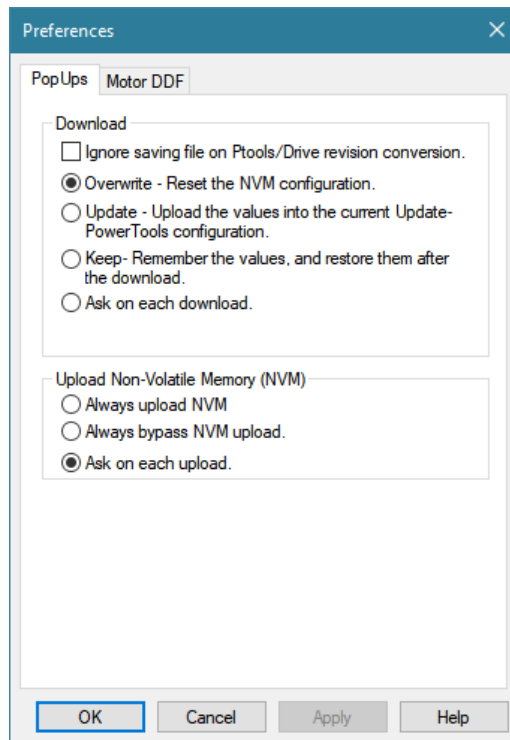 Preferences
PopUps
Motor DDF
Download
Ignore saving file on Ptools/Drive revision conversion.
Overwrite - Reset the NVM configuration.
Update - Upload the values into the current Update-
PowerTools configuration.
Keep- Remember the values, and restore them after
the download.
Ask on each download.
Upload Non-Volatile Memory (NVM)
Always upload NVM
Always bypass NVM upload.
Ask on each upload.
OK
Cancel
Apply
Help